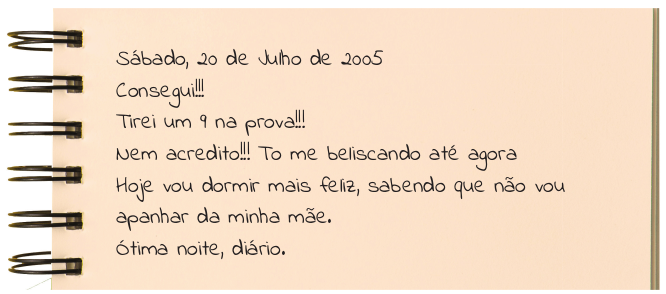 Sábado, 20 de Julho de 2005
Consegui!!!
Tirei um 9 na prova!!!
Nem acredito!!! To me beliscando até agora
Hoje vou dormir mais feliz, sabendo que não vou
apanhar da minha mãe.
Ótima noite, diário.